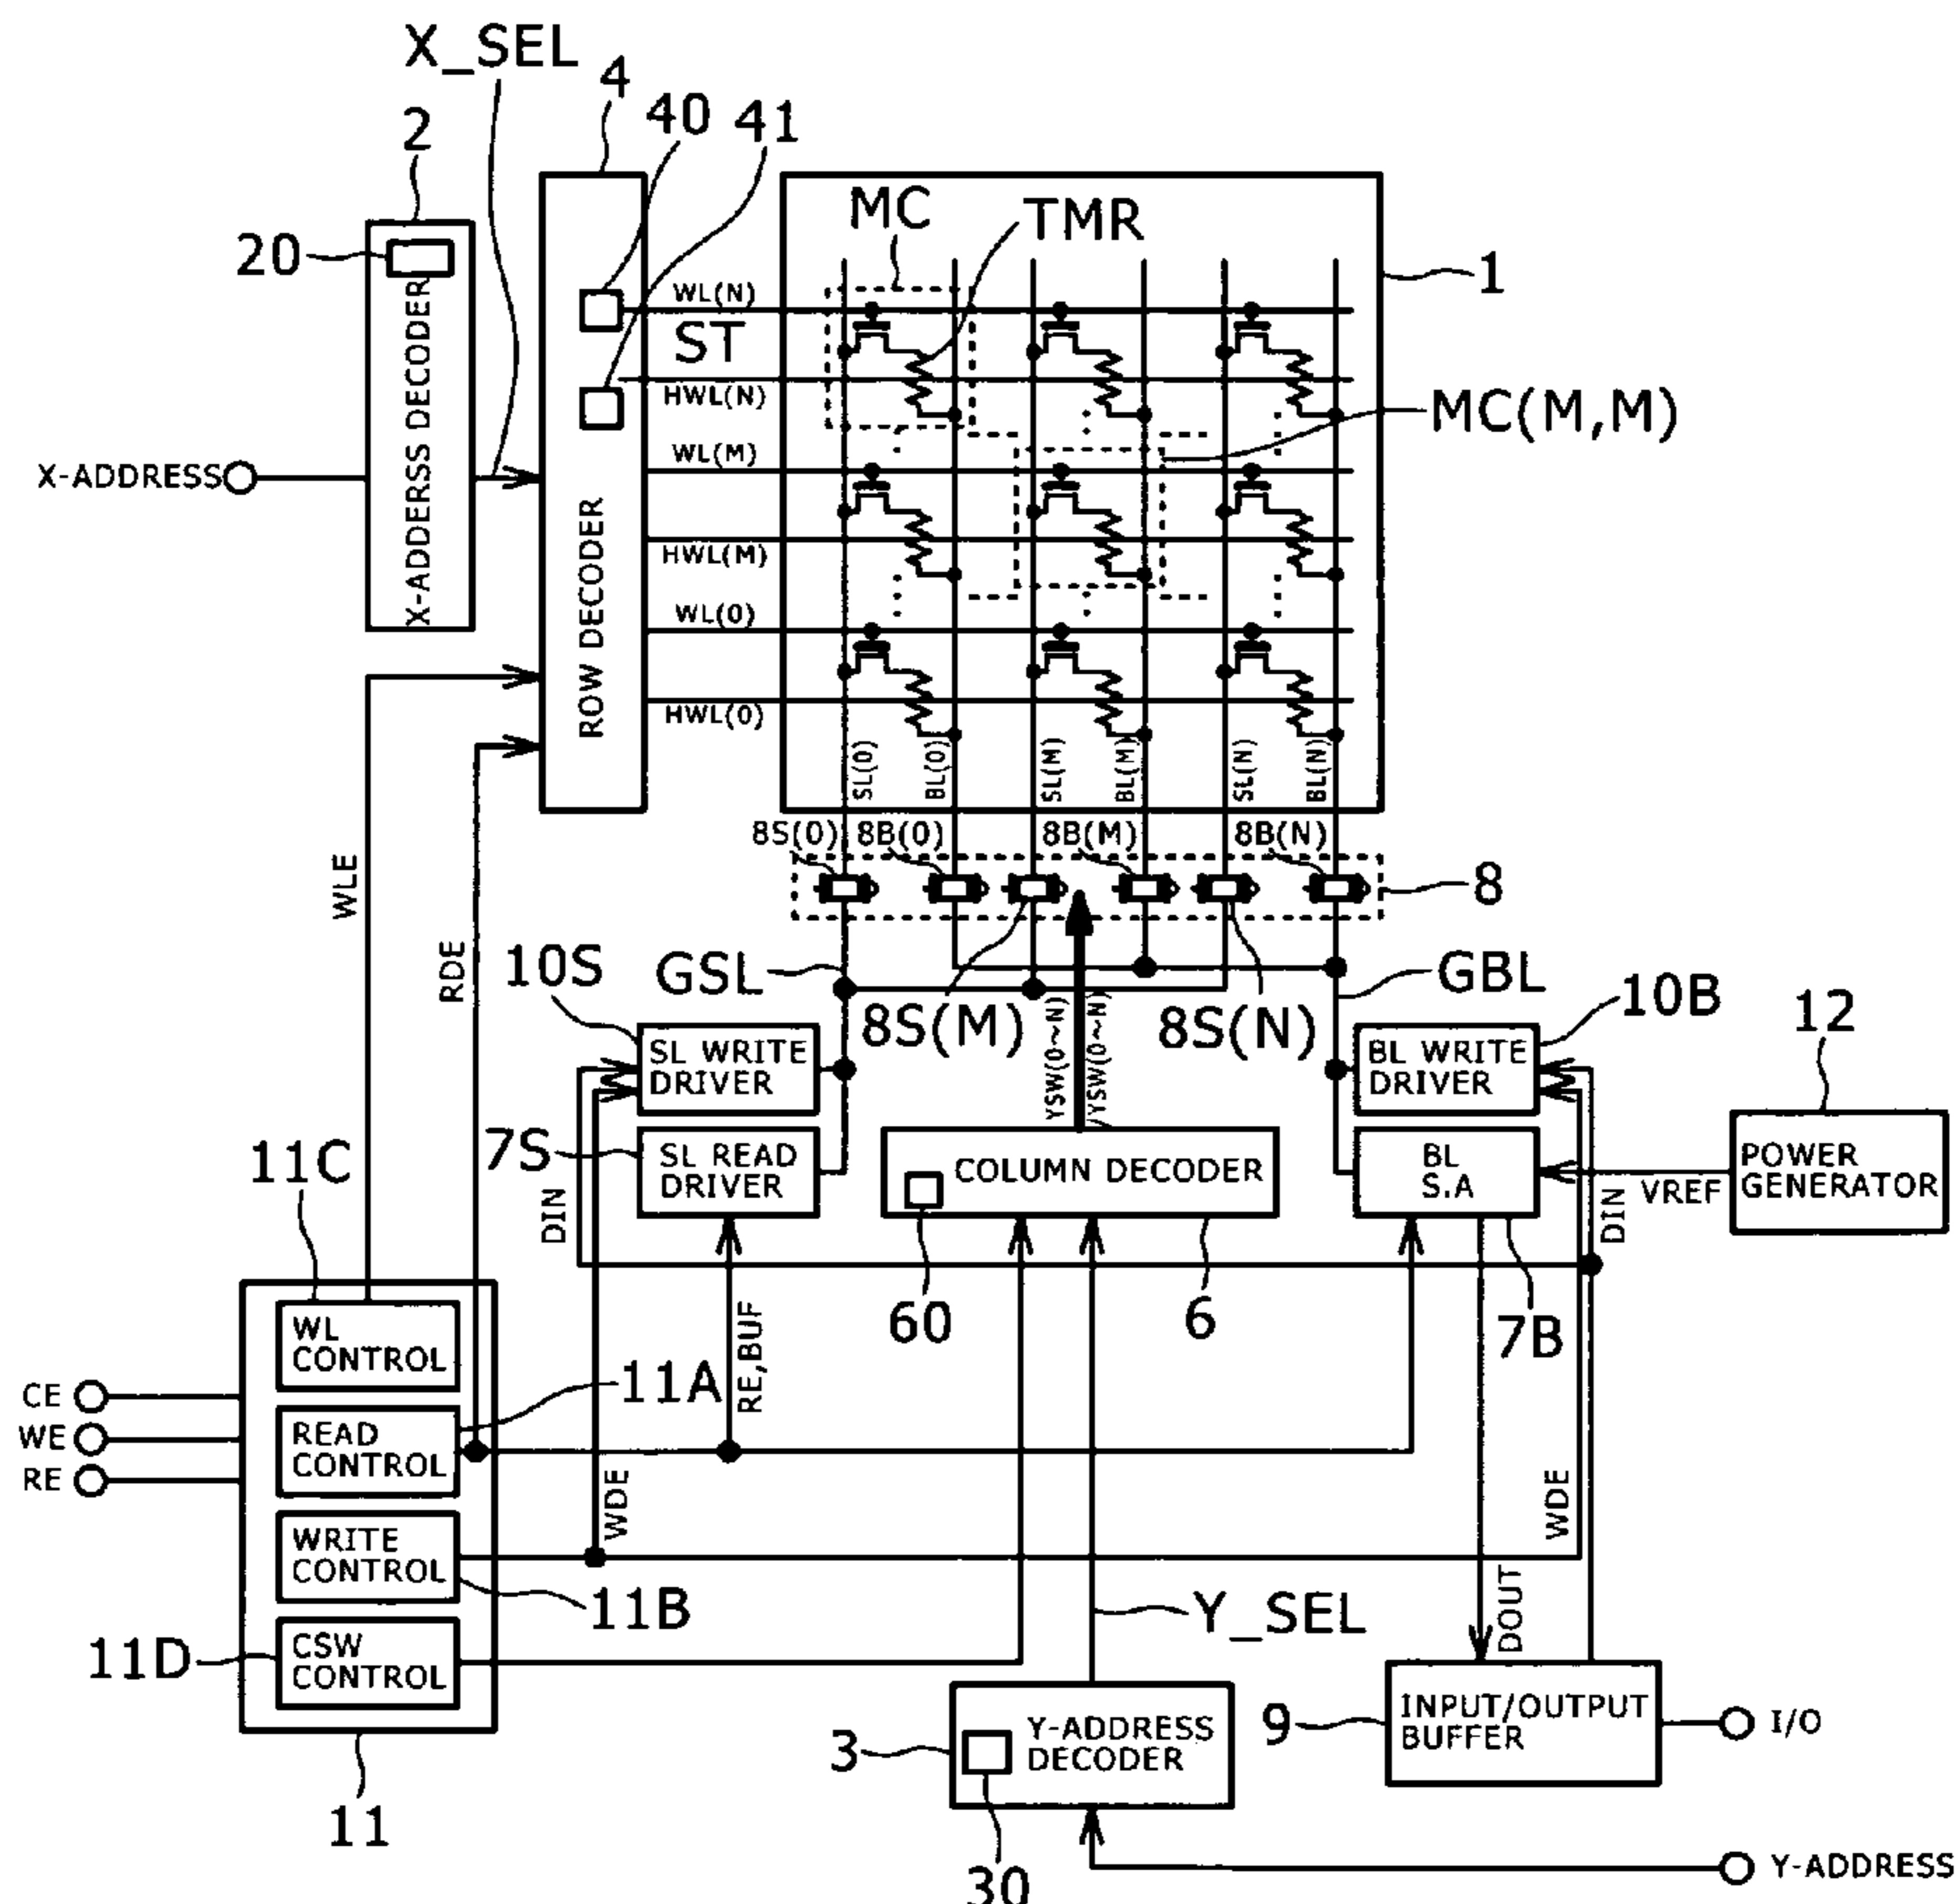 X_SEL
4
40
41
2
20
MC
TMR
1
WL(N)
ST
HWL(N)
MC(M,M)
X-ADDERSS DECODER
X-ADDRESS
ROW DECODER
WL(M)
HWL(M)
WL(0)
HWL(0)
SL(0)
BL(0)
SL(M)
BL(M)
SL(N)
BL(N)
8S(0)
8B(0)
8B(M)
8B(N)
8
WLE
RDE
10S
GSL
GBL
10B
12
8S(M)
8S(N)
YSW(0~N)
/YSW(0~N)
SL WRITE
DRIVER
BL WRITE
DRIVER
7S
SL READ
DRIVER
COLUMN DECODER
BL
S.A
VREF
POWER
GENERATOR
11C
DIN
DIN
60
6
7B
WL
CONTROL
RE,BUF
11A
CE
WE
RE
READ
CONTROL
WDE
WDE
WRITE
CONTROL
11B
Y_SEL
DOUT
11D
CSW
CONTROL
3
Y-ADDRESS
DECODER
9
INPUT/OUTPUT
BUFFER
I/O
11
30
Y-ADDRESS